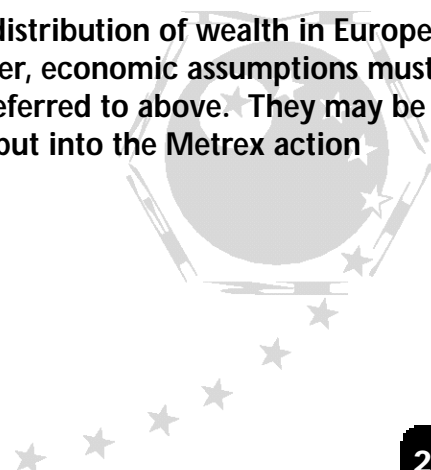 distribution of wealth in Europe
er, economic assumptions must
eferred to above. They may be
put into the Metrex action
2